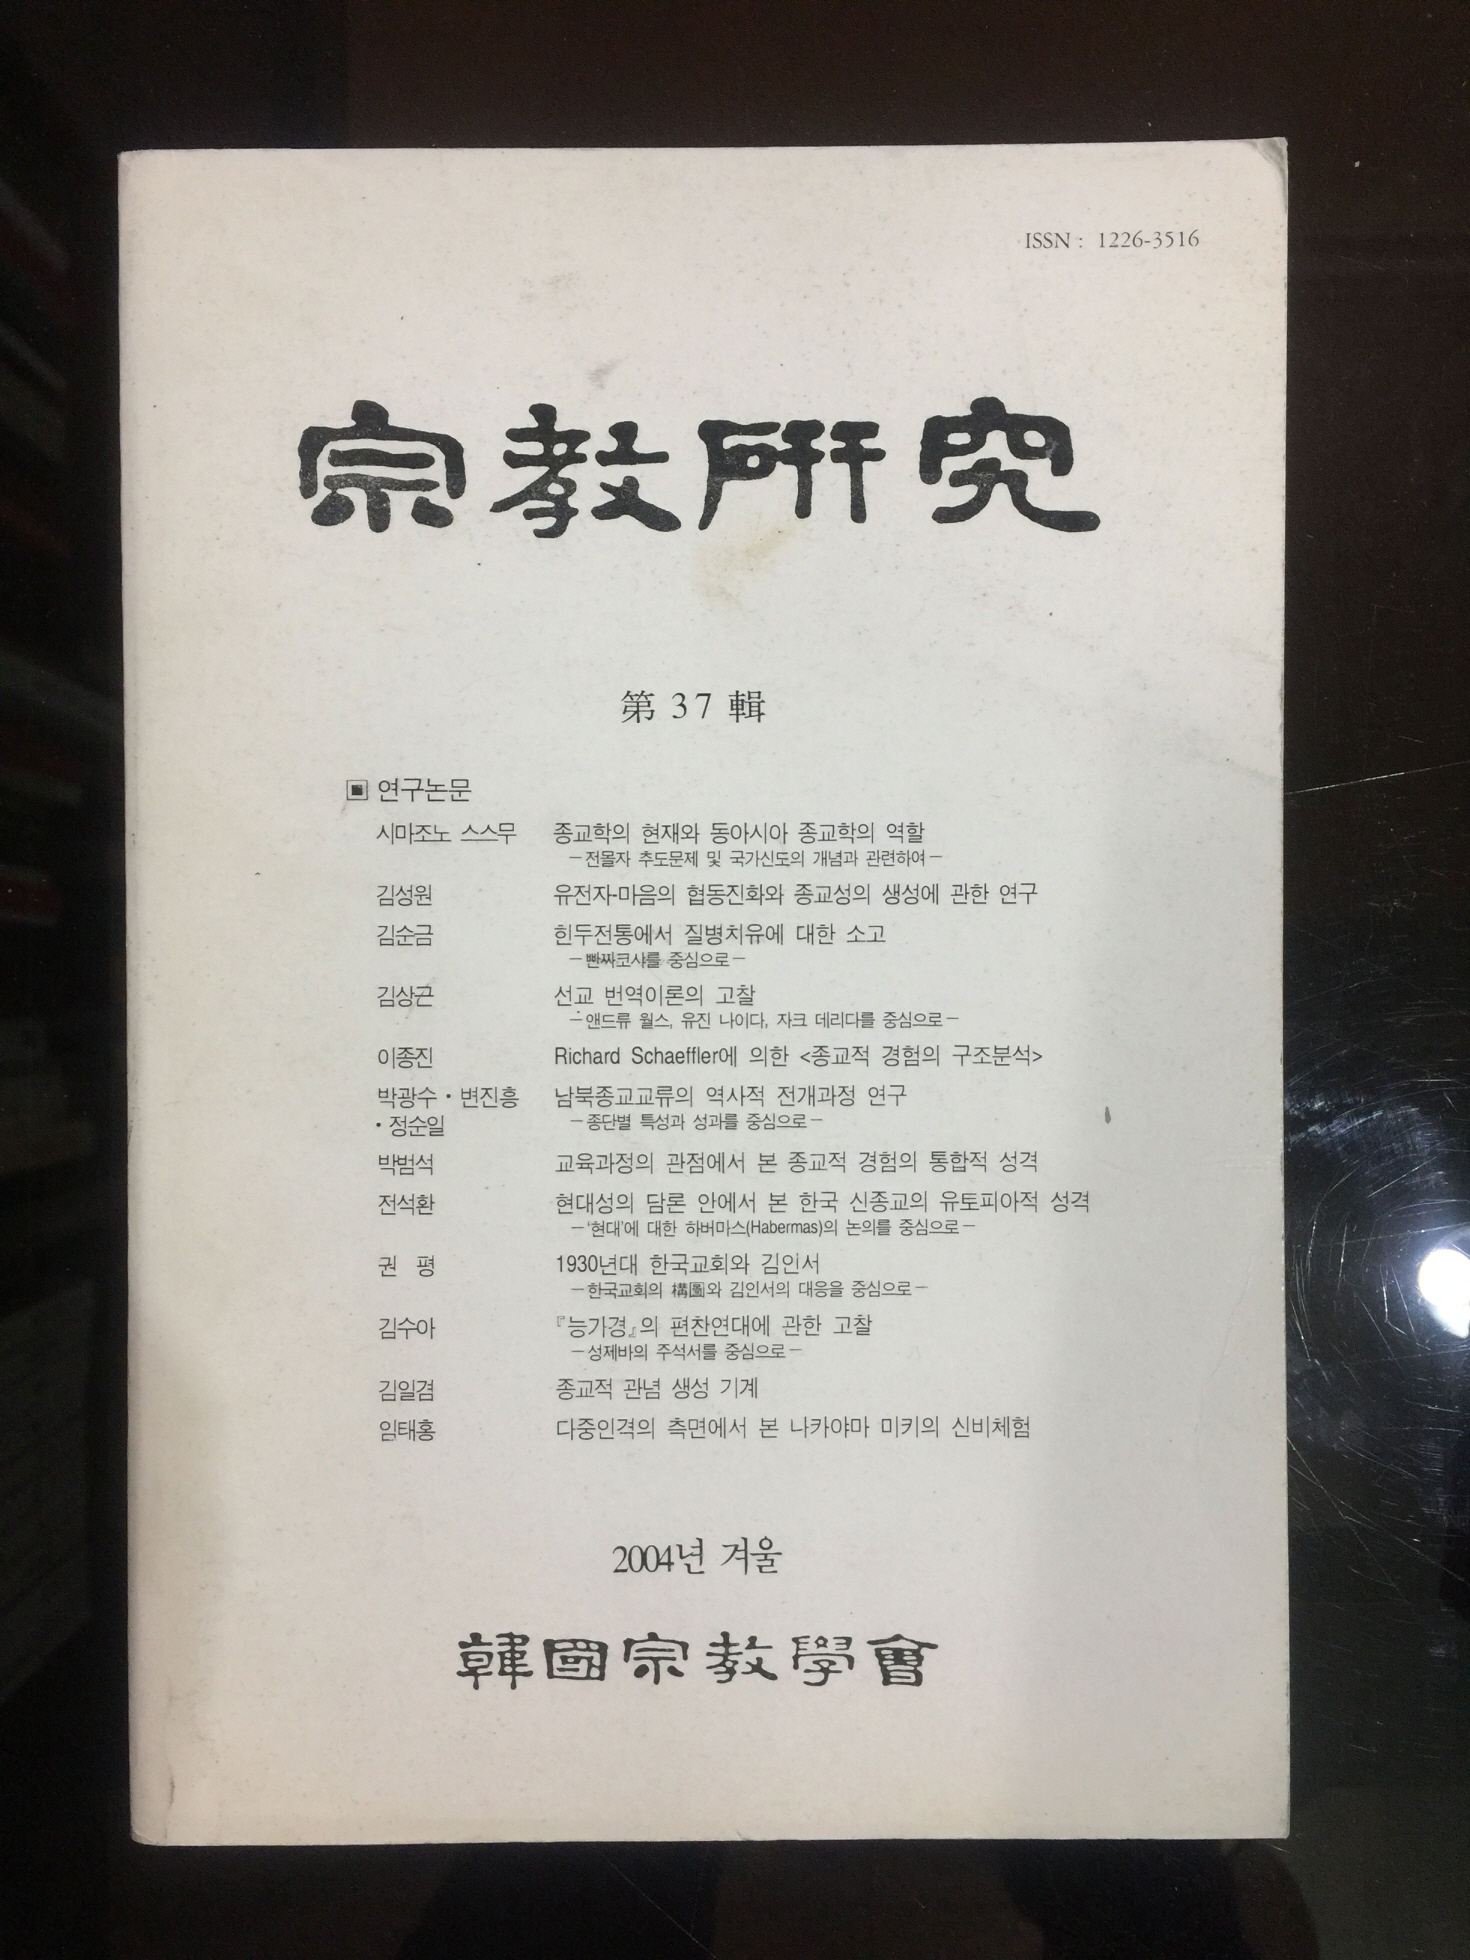 ISSN : 1226-3516
宗教硏究
第 37 輯
▣ 연구논문
시마조노 스스무 종교학의 현재와 동아시아 종교학의 역할
－전몰자 추도문제 및 국가신도의 개념과 관련하여－
김성원 유전자-마음의 협동진화와 종교성의 생성에 관한 연구
김순금 힌두전통에서 질병치유에 대한 소고
－빤짜코샤를 중심으로－
김상근 선교 번역이론의 고찰
－앤드류 월스, 유진 나이다, 자크 데리다를 중심으로－
이종진 Richard Schaeffler에 의한 <종교적 경험의 구조분석>
박광수・변진흥 남북종교교류의 역사적 전개과정 연구
・정순일 －종단별 특성과 성과를 중심으로－
박범석 교육과정의 관점에서 본 종교적 경험의 통합적 성격
전석환 현대성의 담론 안에서 본 한국 신종교의 유토피아적 성격
－'현대'에 대한 하버마스(Habermas)의 논의를 중심으로－
권 평 1930년대 한국교회와 김인서
－한국교회의 構圖와 김인서의 대응을 중심으로－
김수아 『능가경』의 편찬연대에 관한 고찰
－성제바의 주석서를 중심으로－
김일겸 종교적 관념 생성 기계
임태홍 다중인격의 측면에서 본 나카야마 미키의 신비체험
2004년 겨울
韓國宗教學會